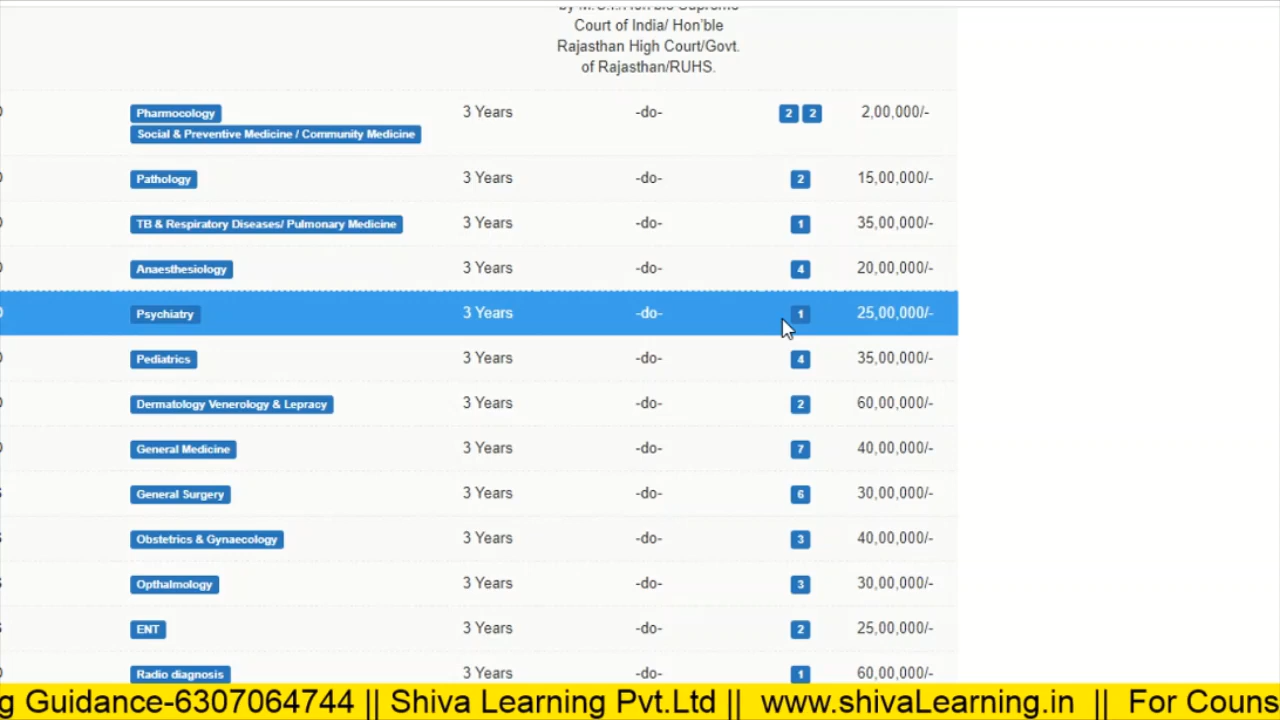 Court of India/ Hon'ble
Rajasthan High Court/Govt.
of Rajasthan/RUHS.
Pharmocology 3 Years -do- 2 2 2,00,000/-
Social & Preventive Medicine / Community Medicine
Pathology 3 Years -do- 2 15,00,000/-
TB & Respiratory Diseases/ Pulmonary Medicine 3 Years -do- 1 35,00,000/-
Anaesthesiology 3 Years -do- 4 20,00,000/-
Psychiatry 3 Years -do- 1 25,00,000/-
Pediatrics 3 Years -do- 4 35,00,000/-
Dermatology Venerology & Lepracy 3 Years -do- 2 60,00,000/-
General Medicine 3 Years -do- 7 40,00,000/-
General Surgery 3 Years -do- 6 30,00,000/-
Obstetrics & Gynaecology 3 Years -do- 3 40,00,000/-
Opthalmology 3 Years -do- 3 30,00,000/-
ENT 3 Years -do- 2 25,00,000/-
Radio diagnosis 3 Years -do- 1 60,00,000/-
g Guidance-6307064744 || Shiva Learning Pvt.Ltd || www.shivaLearning.in || For Couns